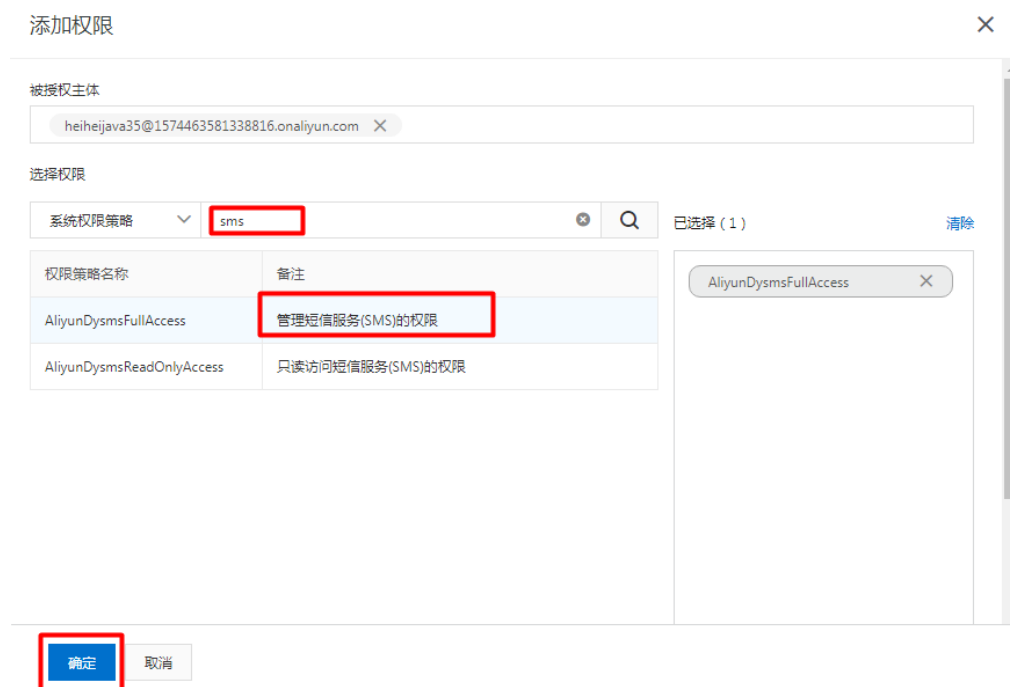 添加权限
被授权主体
heiheijava35@1574463581338816.onaliyun.com
选择权限
系统权限策略 sms 已选择 ( 1 ) 清除
权限策略名称 备注
AliyunDysmsFullAccess 管理短信服务(SMS)的权限 AliyunDysmsFullAccess
AliyunDysmsReadOnlyAccess 只读访问短信服务(SMS)的权限
确定 取消